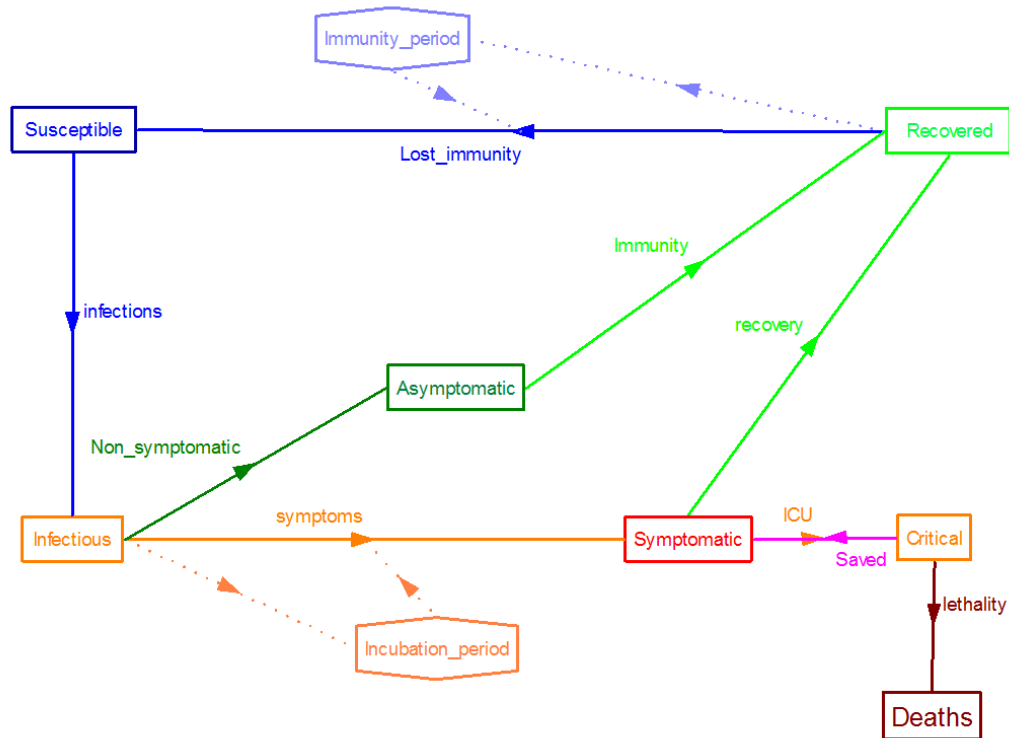 Immunity_period
Susceptible
Recovered
Lost_immunity
Immunity
infections
recovery
Asymptomatic
Non_symptomatic
symptoms
ICU
Infectious
Symptomatic
Critical
Saved
lethality
Incubation_period
Deaths